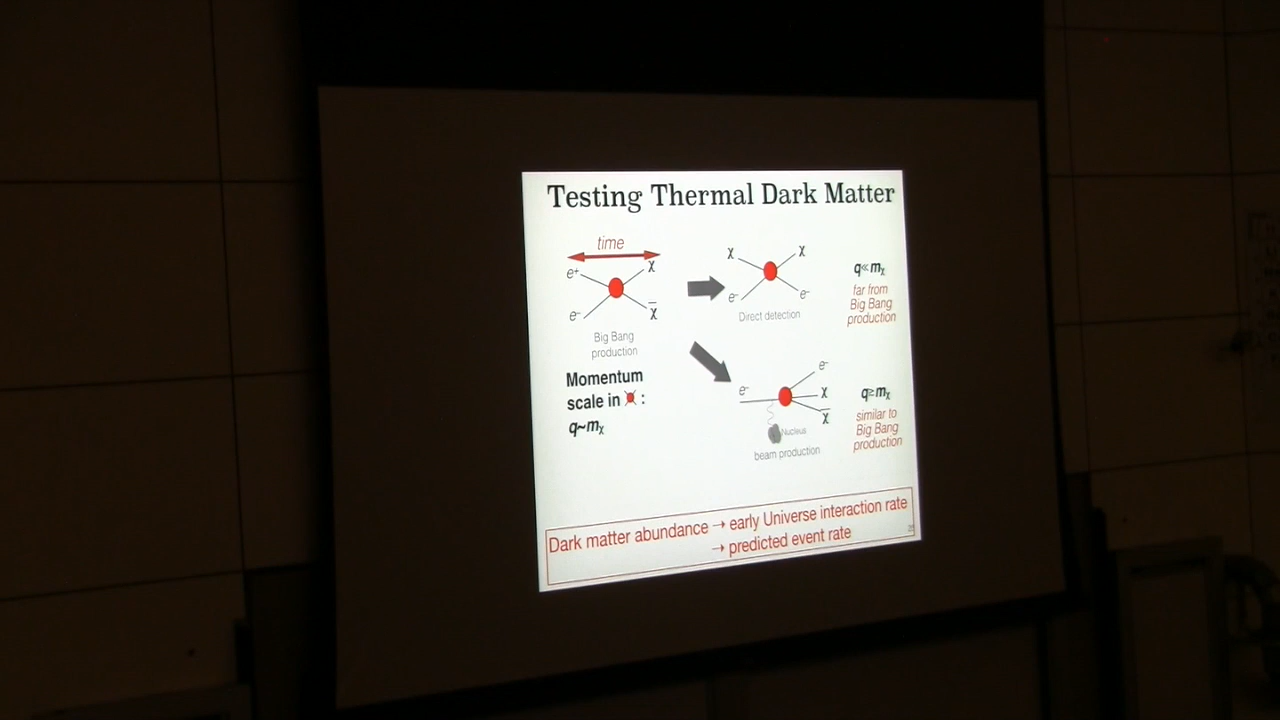 Testing Thermal Dark Matter
time
e⁺
χ
e⁻
χ̅
Big Bang
production
Momentum
scale in :
q~mχ
χ
χ
e⁻
e⁻
Direct detection
q≪mχ
far from
Big Bang
production
e⁻
e⁻
χ
χ̅
Nucleus
beam production
q≳mχ
similar to
Big Bang
production
Dark matter abundance → early Universe interaction rate
→ predicted event rate